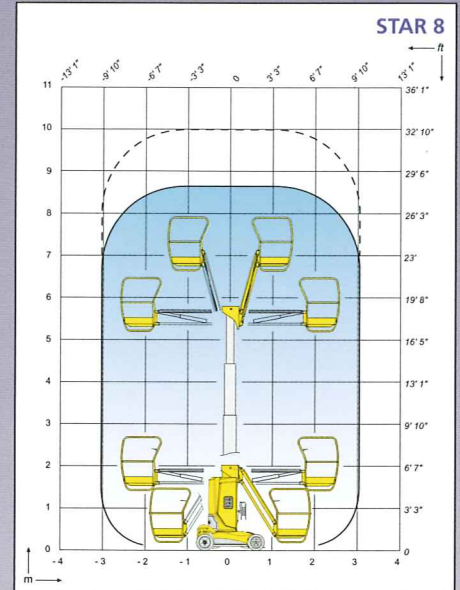 STAR 8
ft
-13' 1" -9' 10" -6' 7" -3' 3" 0 3' 3" 6' 7" 9' 10" 13' 1"
11 36' 1"
10 32' 10"
9 29' 6"
8 26' 3"
7 23'
6 19' 8"
5 16' 5"
4 13' 1"
3 9' 10"
2 6' 7"
1 3' 3"
0 0
-4 -3 -2 -1 0 1 2 3 4
m